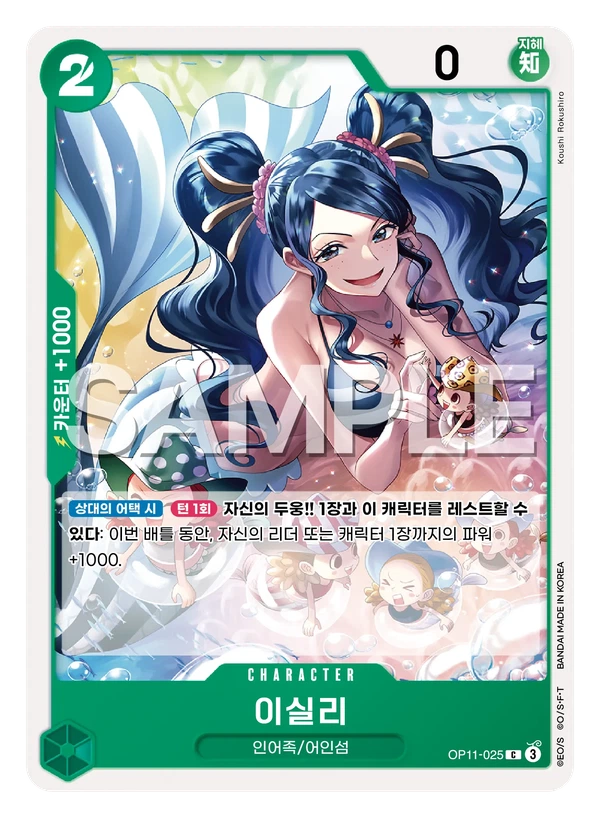 2
0
지혜
知
Koushi Rokushiro
카운터 +1000
SAMPLE
상대의 어택 시 턴 1회 자신의 두웅!! 1장과 이 캐릭터를 레스트할 수
있다: 이번 배틀 동안, 자신의 리더 또는 캐릭터 1장까지의 파워
+1000.
CHARACTER
이실리
인어족/어인섬
OP11-025 C 3
©EO/S ©O/S·F·T BANDAI MADE IN KOREA